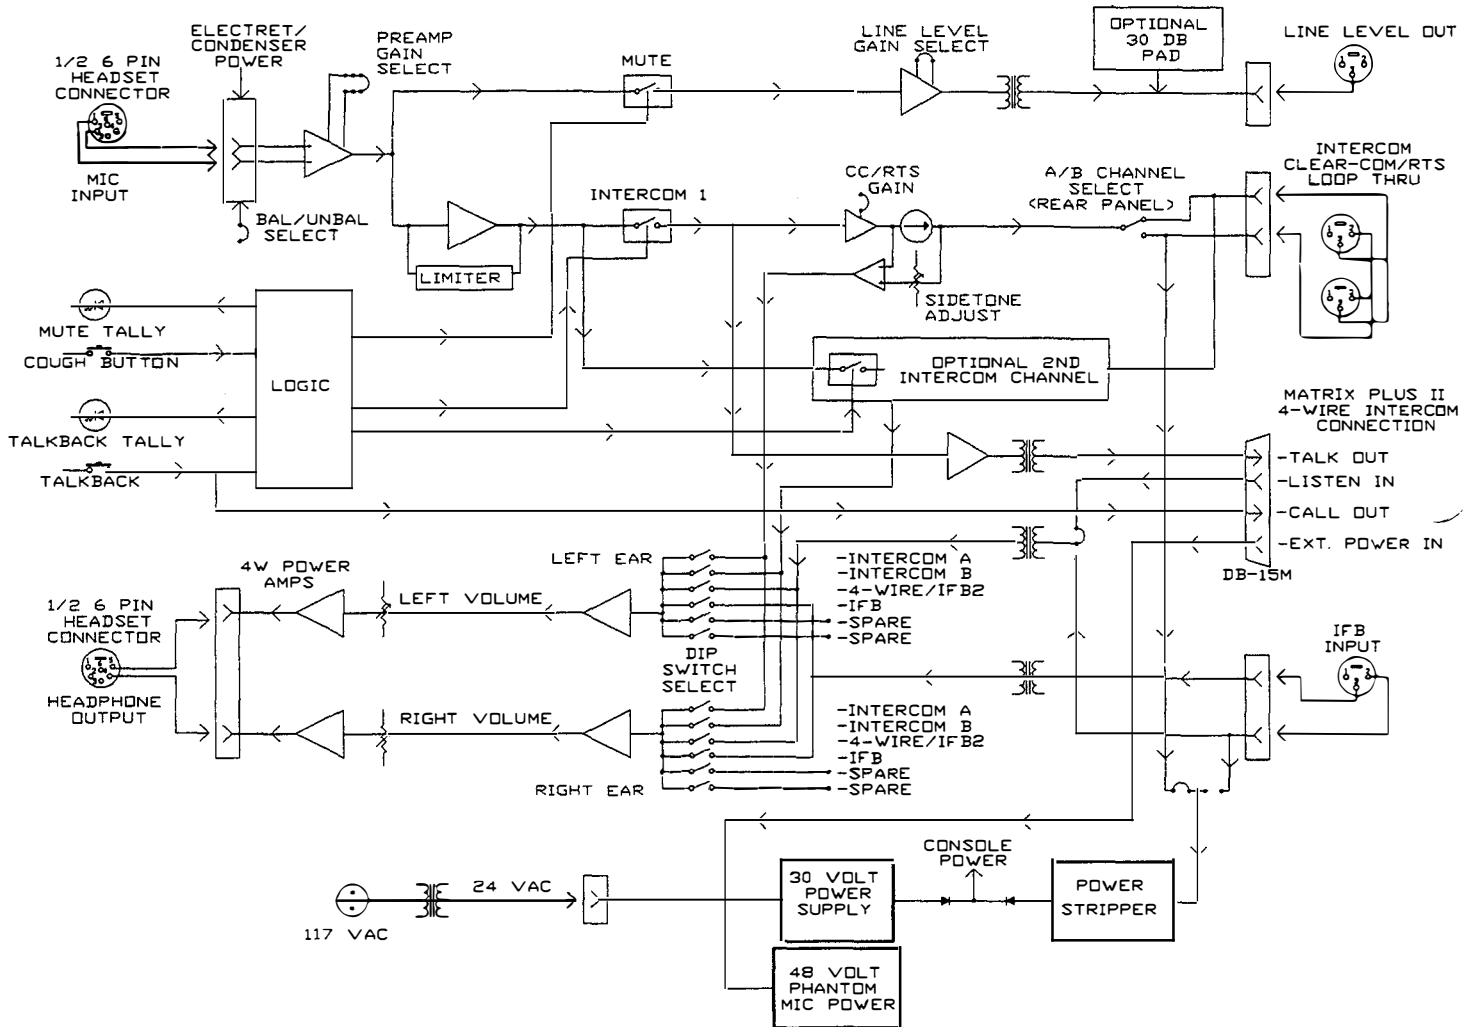 ELECTRET/
CONDENSER
POWER
PREAMP
GAIN
SELECT
1/2 6 PIN
HEADSET
CONNECTOR
MIC
INPUT
BAL/UNBAL
SELECT
MUTE
LINE LEVEL
GAIN SELECT
OPTIONAL
30 DB
PAD
LINE LEVEL OUT
LIMITER
INTERCOM 1
CC/RTS
GAIN
SIDETONE
ADJUST
A/B CHANNEL
SELECT
(REAR PANEL)
INTERCOM
CLEAR-COM/RTS
LOOP THRU
MUTE TALLY
COUGH BUTTON
LOGIC
TALKBACK TALLY
TALKBACK
OPTIONAL 2ND
INTERCOM CHANNEL
MATRIX PLUS II
4-WIRE INTERCOM
CONNECTION
-TALK OUT
-LISTEN IN
-CALL OUT
-EXT. POWER IN
DB-15M
1/2 6 PIN
HEADSET
CONNECTOR
HEADPHONE
OUTPUT
4W POWER
AMPS
LEFT VOLUME
LEFT EAR
-INTERCOM A
-INTERCOM B
-4-WIRE/IFB2
-IFB
-SPARE
-SPARE
DIP
SWITCH
SELECT
RIGHT VOLUME
RIGHT EAR
-INTERCOM A
-INTERCOM B
-4-WIRE/IFB2
-IFB
-SPARE
-SPARE
IFB
INPUT
117 VAC
24 VAC
30 VOLT
POWER
SUPPLY
CONSOLE
POWER
POWER
STRIPPER
48 VOLT
PHANTOM
MIC POWER